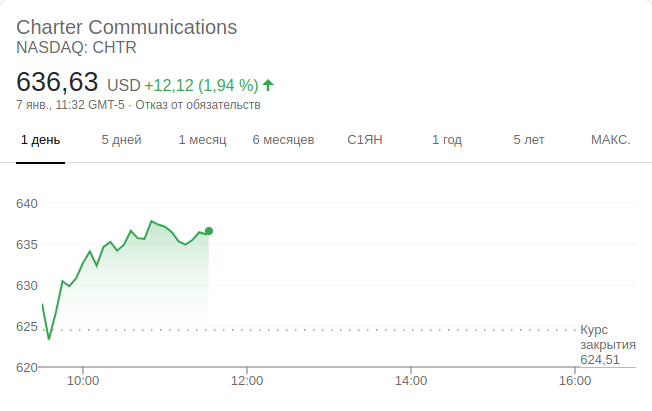 Charter Communications
NASDAQ: CHTR
636,63 USD +12,12 (1,94 %)
7 янв., 11:32 GMT-5 · Отказ от обязательств
1 день 5 дней 1 месяц 6 месяцев С1ЯН 1 год 5 лет МАКС.
640
635
630
625
620
Курс
закрытия
624,51
10:00 12:00 14:00 16:00